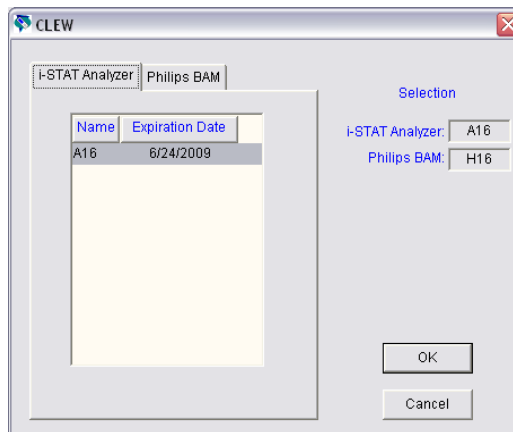 CLEW
i-STAT Analyzer Philips BAM
Name Expiration Date
A16 6/24/2009
Selection
i-STAT Analyzer: A16
Philips BAM: H16
OK
Cancel